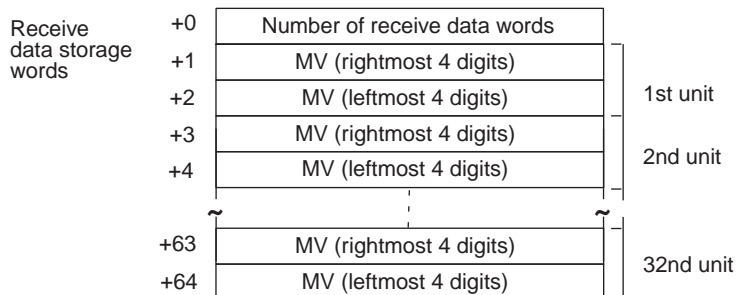 Receive
data storage
words
+0 Number of receive data words
+1 MV (rightmost 4 digits)
+2 MV (leftmost 4 digits)
1st unit
+3 MV (rightmost 4 digits)
+4 MV (leftmost 4 digits)
2nd unit
+63 MV (rightmost 4 digits)
+64 MV (leftmost 4 digits)
32nd unit